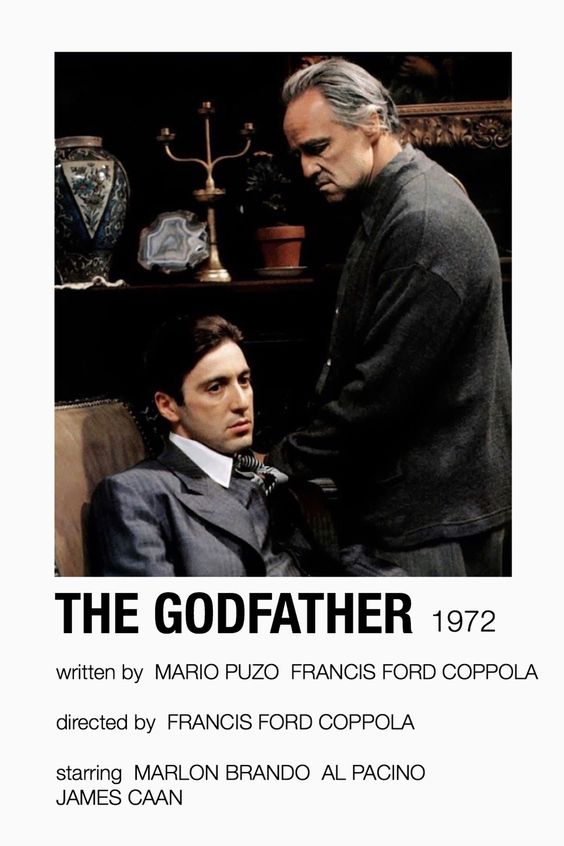 THE GODFATHER 1972
written by MARIO PUZO FRANCIS FORD COPPOLA
directed by FRANCIS FORD COPPOLA
starring MARLON BRANDO AL PACINO
JAMES CAAN